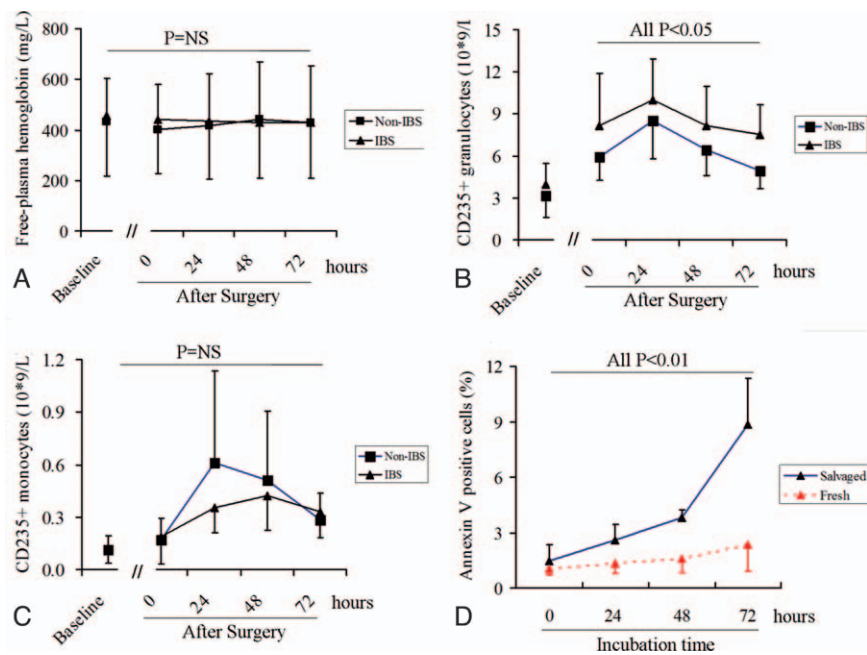 P=NS
Free-plasma hemoglobin (mg/L)
800
600
400
200
0
Non-IBS
IBS
//
Baseline
0
24
48
72
hours
After Surgery
A
All P<0.05
CD235+ granulocytes (10*9/l
15
12
9
6
3
0
Non-IBS
IBS
//
Baseline
0
24
48
72
hours
After Surgery
B
P=NS
CD235+ monocytes (10*9/L
1.2
0.9
0.6
0.3
0.0
Non-IBS
IBS
//
Baseline
0
24
48
72
hours
After Surgery
C
All P<0.01
Annexin V positive cells (%)
12
9
6
3
0
Salvaged
Fresh
0
24
48
72
hours
Incubation time
D